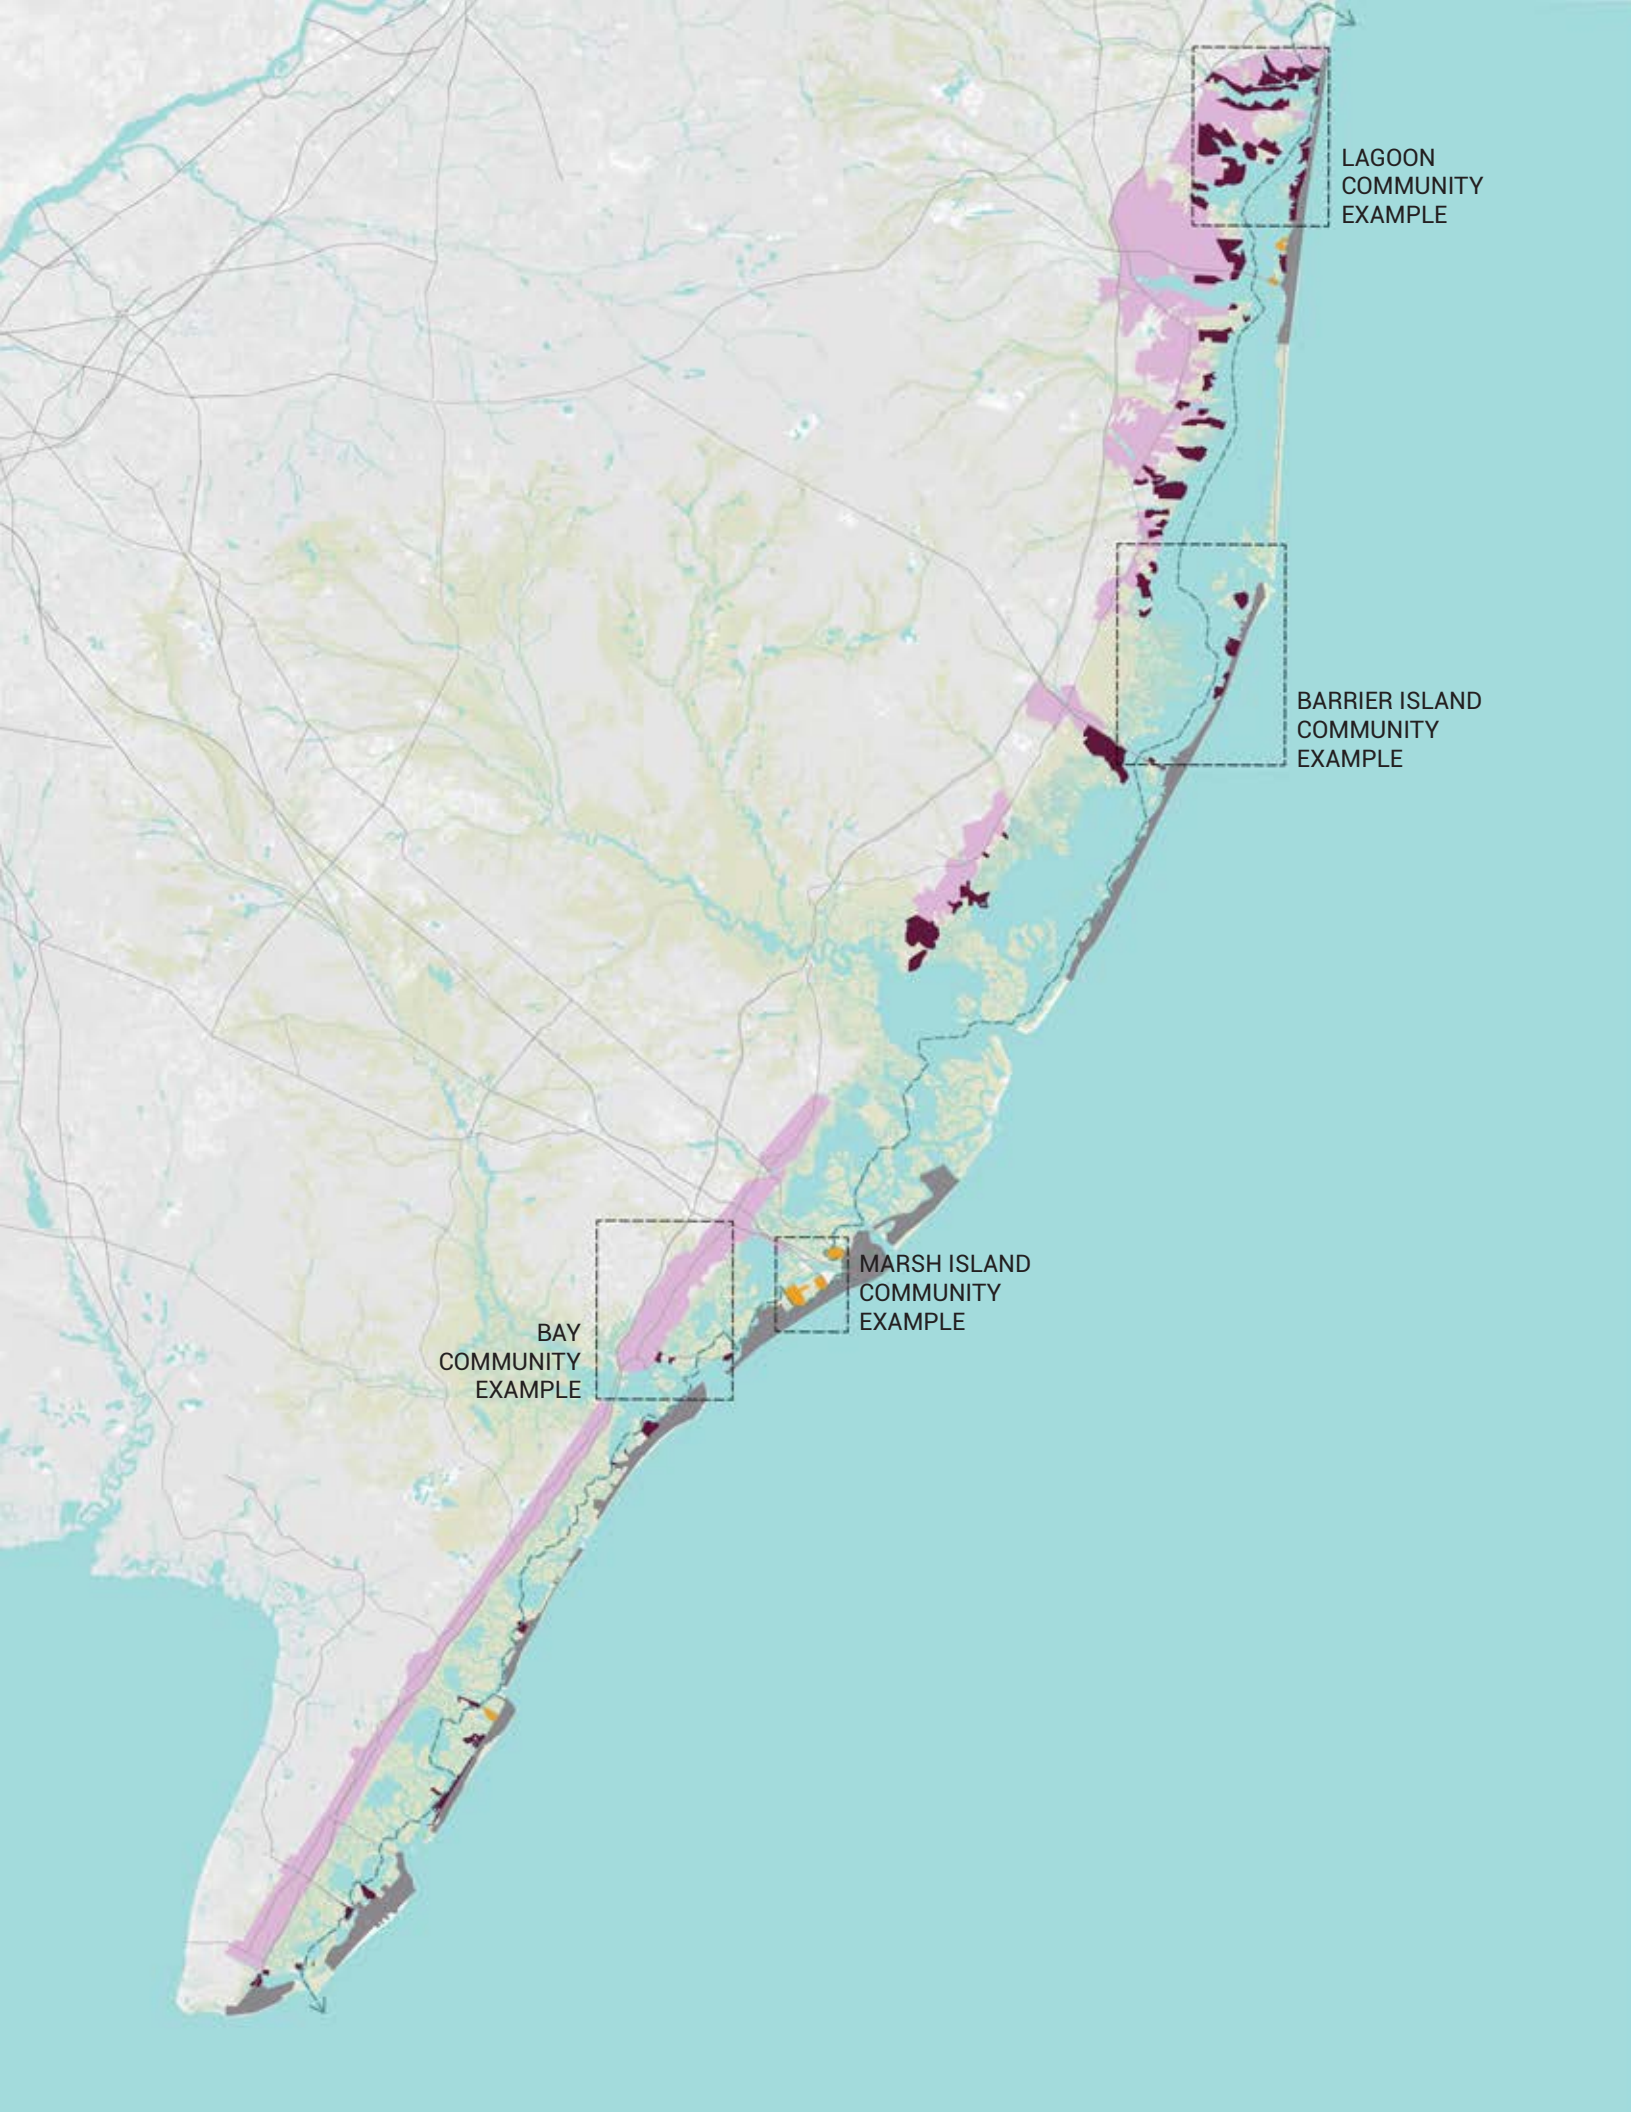 LAGOON
COMMUNITY
EXAMPLE
BARRIER ISLAND
COMMUNITY
EXAMPLE
MARSH ISLAND
COMMUNITY
EXAMPLE
BAY
COMMUNITY
EXAMPLE